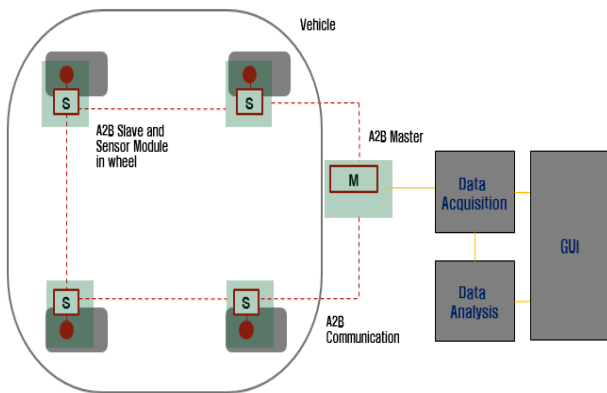 Vehicle
S
S
A2B Slave and
Sensor Module
in wheel
A2B Master
M
Data
Acquisition
GUI
S
S
Data
Analysis
A2B
Communication